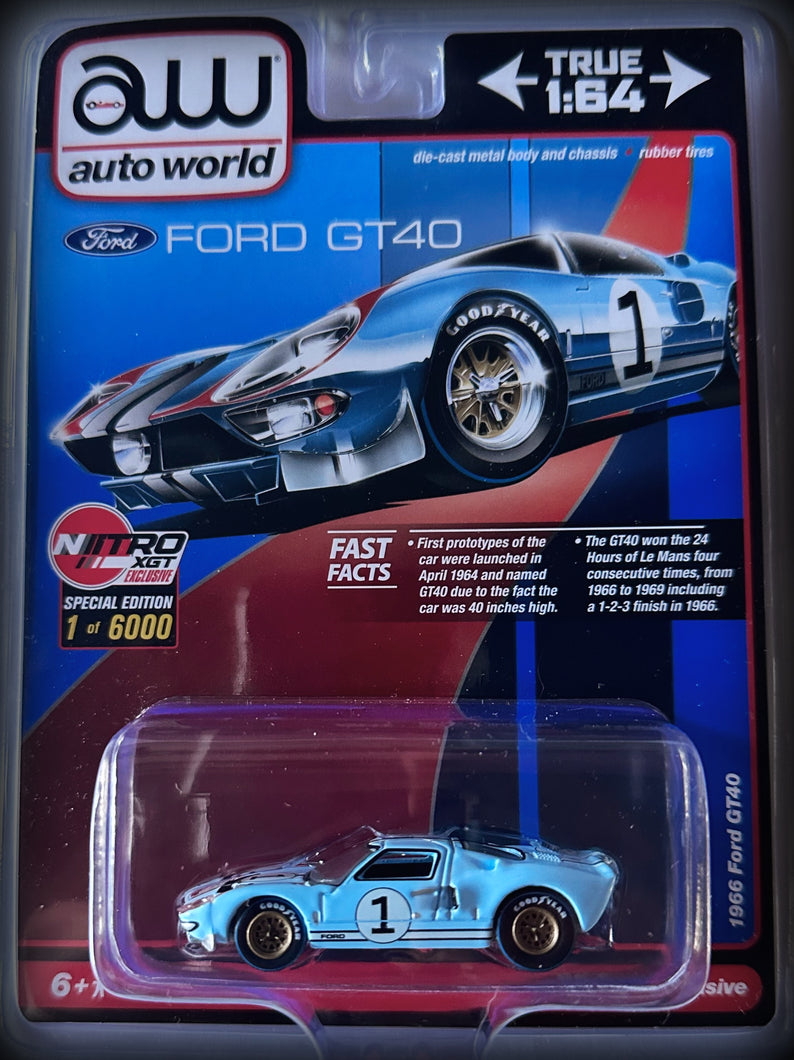 aw
auto world
TRUE
1:64
die-cast metal body and chassis • rubber tires
Ford FORD GT40
GOODYEAR
1
FORD
NITRO
XGT
EXCLUSIVE
SPECIAL EDITION
1 of 6000
FAST
FACTS
• First prototypes of the
car were launched in
April 1964 and named
GT40 due to the fact the
car was 40 inches high.
• The GT40 won the 24
Hours of Le Mans four
consecutive times, from
1966 to 1969 including
a 1-2-3 finish in 1966.
1966 Ford GT40
GOODYEAR
FORD
1
GOODYEAR
6+